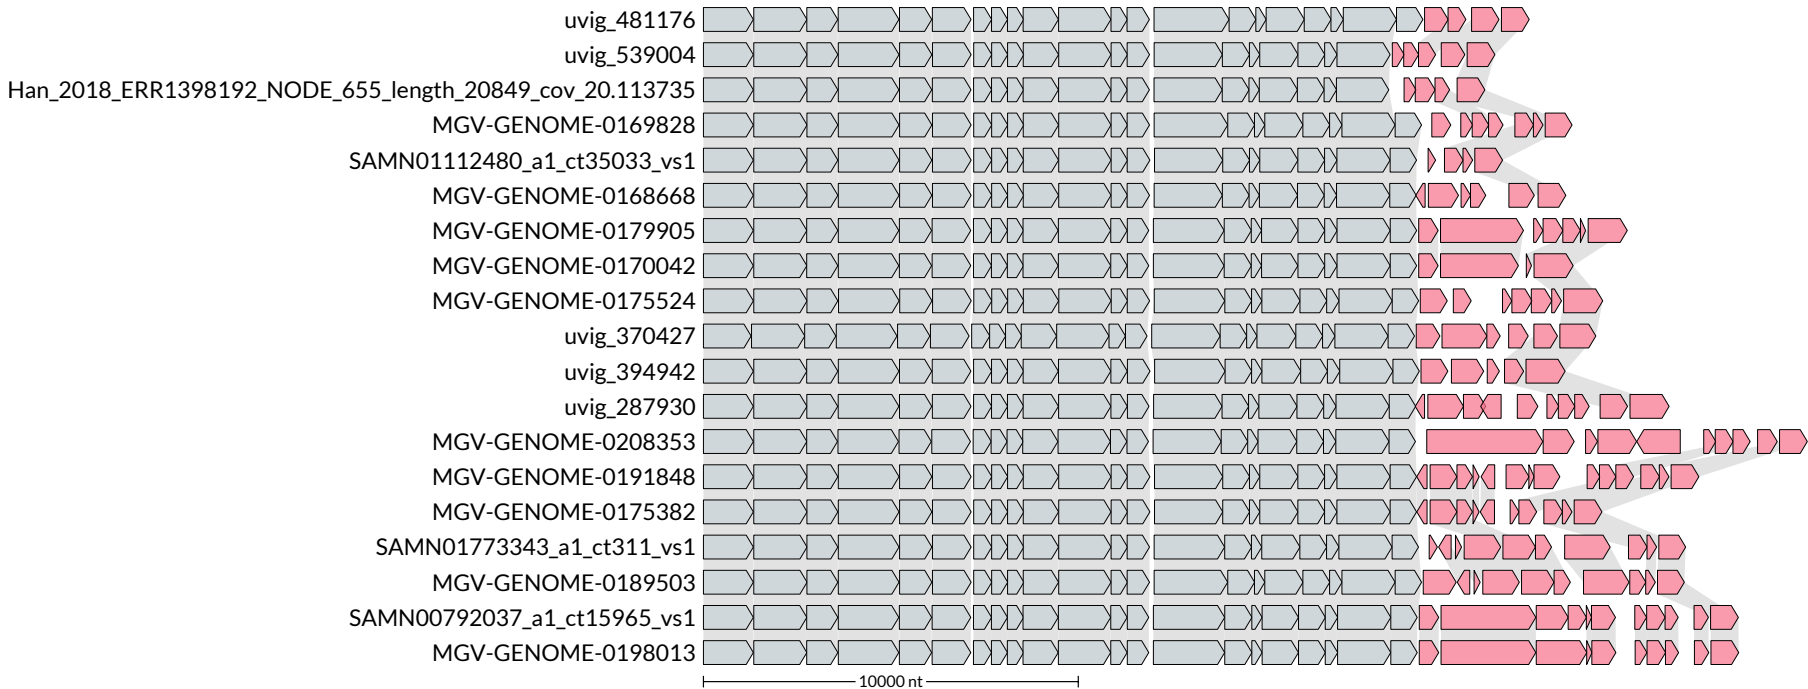 uvig_481176
uvig_539004
Han_2018_ERR1398192_NODE_655_length_20849_cov_20.113735
MGV-GENOME-0169828
SAMN01112480_a1_ct35033_vs1
MGV-GENOME-0168668
MGV-GENOME-0179905
MGV-GENOME-0170042
MGV-GENOME-0175524
uvig_370427
uvig_394942
uvig_287930
MGV-GENOME-0208353
MGV-GENOME-0191848
MGV-GENOME-0175382
SAMN01773343_a1_ct311_vs1
MGV-GENOME-0189503
SAMN00792037_a1_ct15965_vs1
MGV-GENOME-0198013
10000 nt